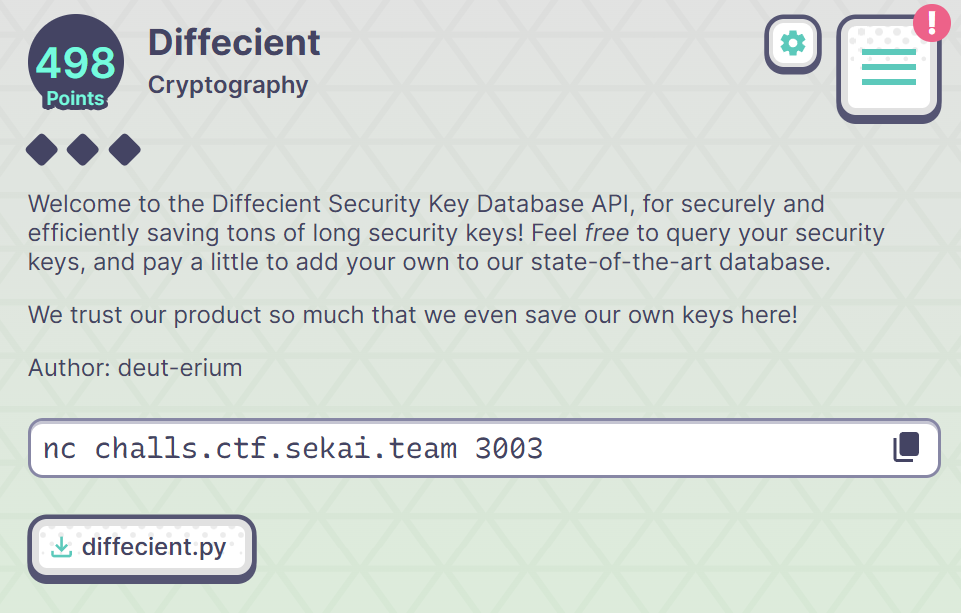 498
Points
Diffecient
Cryptography
!
Welcome to the Diffecient Security Key Database API, for securely and
efficiently saving tons of long security keys! Feel free to query your security
keys, and pay a little to add your own to our state-of-the-art database.
We trust our product so much that we even save our own keys here!
Author: deut-erium
nc challs.ctf.sekai.team 3003
diffecient.py